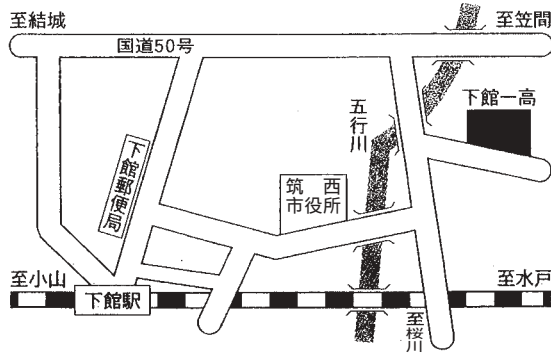 至結城
至笠間
国道50号
下館一高
五行川
下館郵便局
筑西
市役所
至小山
至水戸
下館駅
至桜川